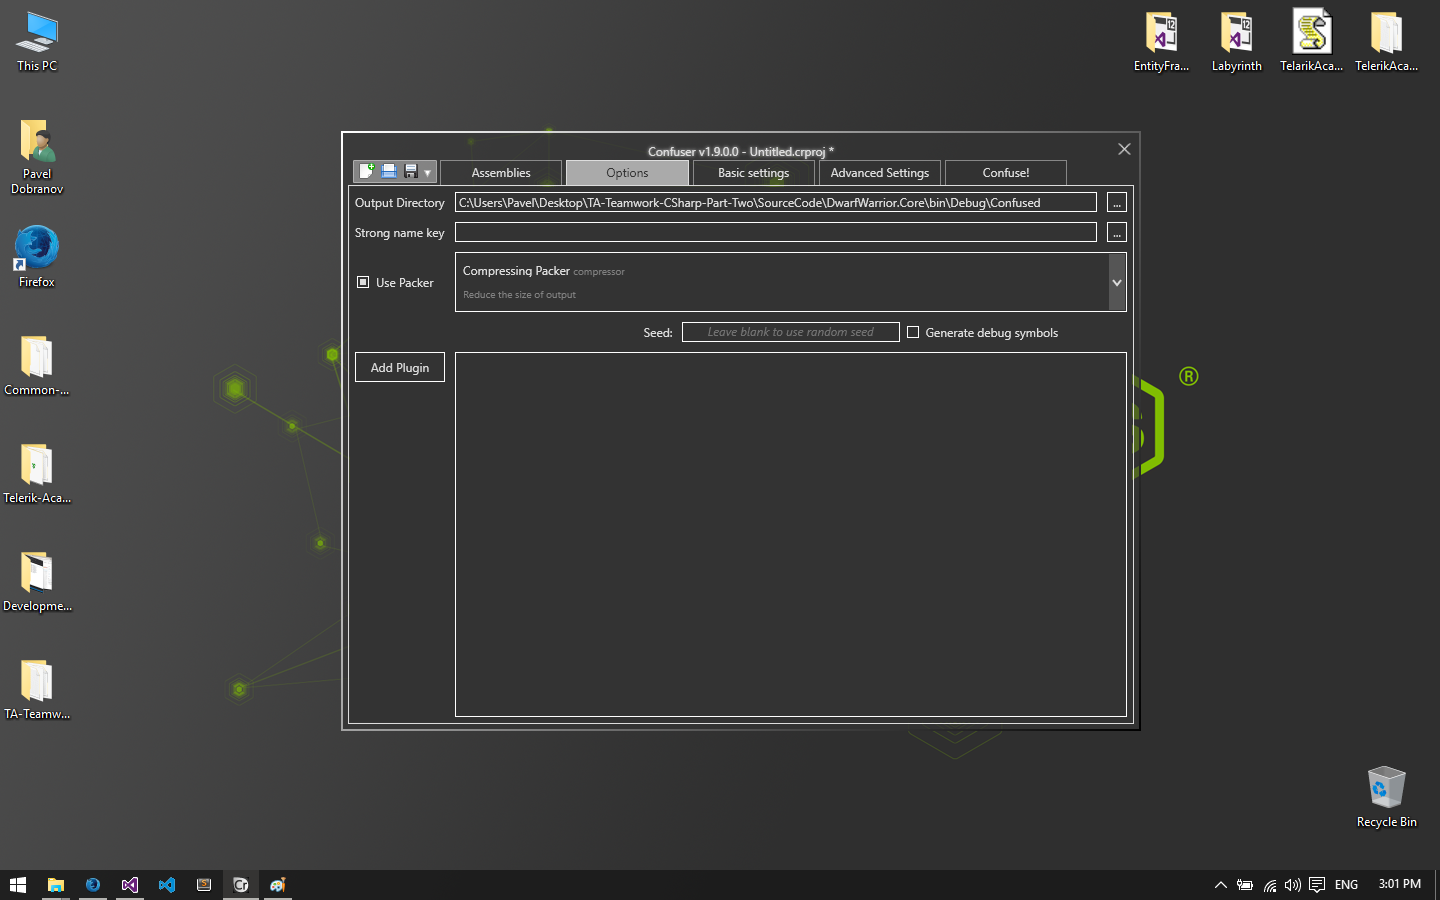 This PC
Pavel
Dobranov
Firefox
Common-...
Telerik-Aca...
Developme...
TA-Teamw...
EntityFra...
Labyrinth
TelarikAca...
TelerikAca...
12
12
Confuser v1.9.0.0 - Untitled.crproj *
Assemblies
Options
Basic settings
Advanced Settings
Confuse!
Output Directory
C:\Users\Pavel\Desktop\TA-Teamwork-CSharp-Part-Two\SourceCode\DwarfWarrior.Core\bin\Debug\Confused
...
Strong name key
...
Use Packer
Compressing Packer compressor
Reduce the size of output
Seed:
Leave blank to use random seed
Generate debug symbols
Add Plugin
S
®
Recycle Bin
Cr
ENG
3:01 PM